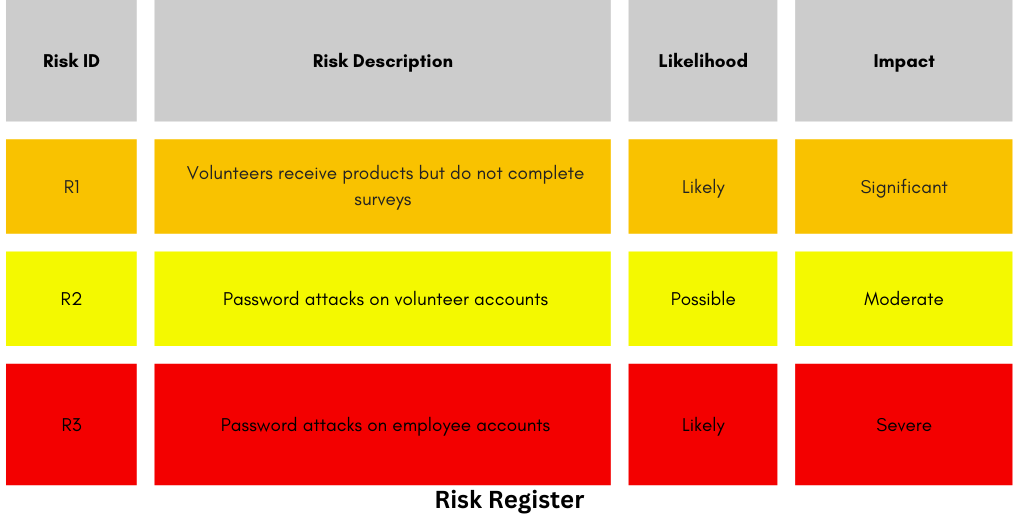 Risk ID
Risk Description
Likelihood
Impact
R1
Volunteers receive products but do not complete
surveys
Likely
Significant
R2
Password attacks on volunteer accounts
Possible
Moderate
R3
Password attacks on employee accounts
Likely
Severe
Risk Register